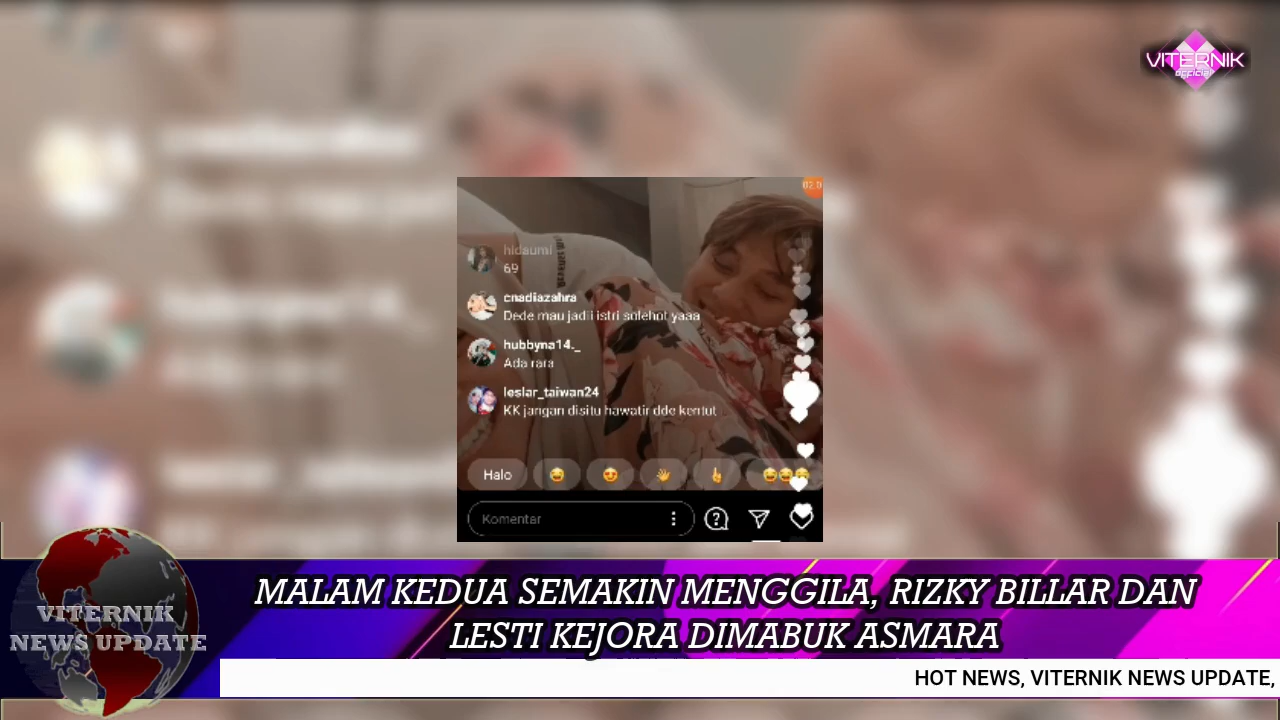 VITERNIK
official
hidaumi
69
cnadiazahra
Dede mau jadii istri solehot yaaa
hubbyna14._
Ada rara
leslar_taiwan24
KK jangan disitu hawatir dde kentut
Halo
Komentar
VITERNIK
NEWS UPDATE
MALAM KEDUA SEMAKIN MENGGILA, RIZKY BILLAR DAN
LESTI KEJORA DIMABUK ASMARA
HOT NEWS, VITERNIK NEWS UPDATE,